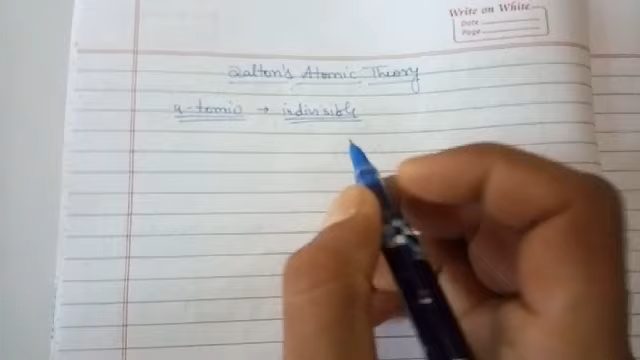 Write on White
Date
Page
Dalton's Atomic Theory
a-tomio → indivisible